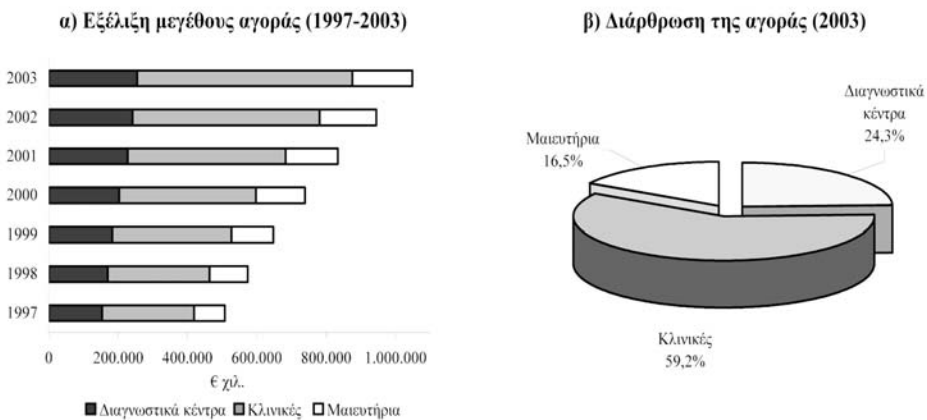 α) Εξέλιξη μεγέθους αγοράς (1997-2003)
2003
2002
2001
2000
1999
1998
1997
0 200.000 400.000 600.000 800.000 1.000.000
€ χιλ.
Διαγνωστικά κέντρα Κλινικές Μαιευτήρια
β) Διάρθρωση της αγοράς (2003)
Διαγνωστικά
κέντρα
24,3%
Μαιευτήρια
16,5%
Κλινικές
59,2%